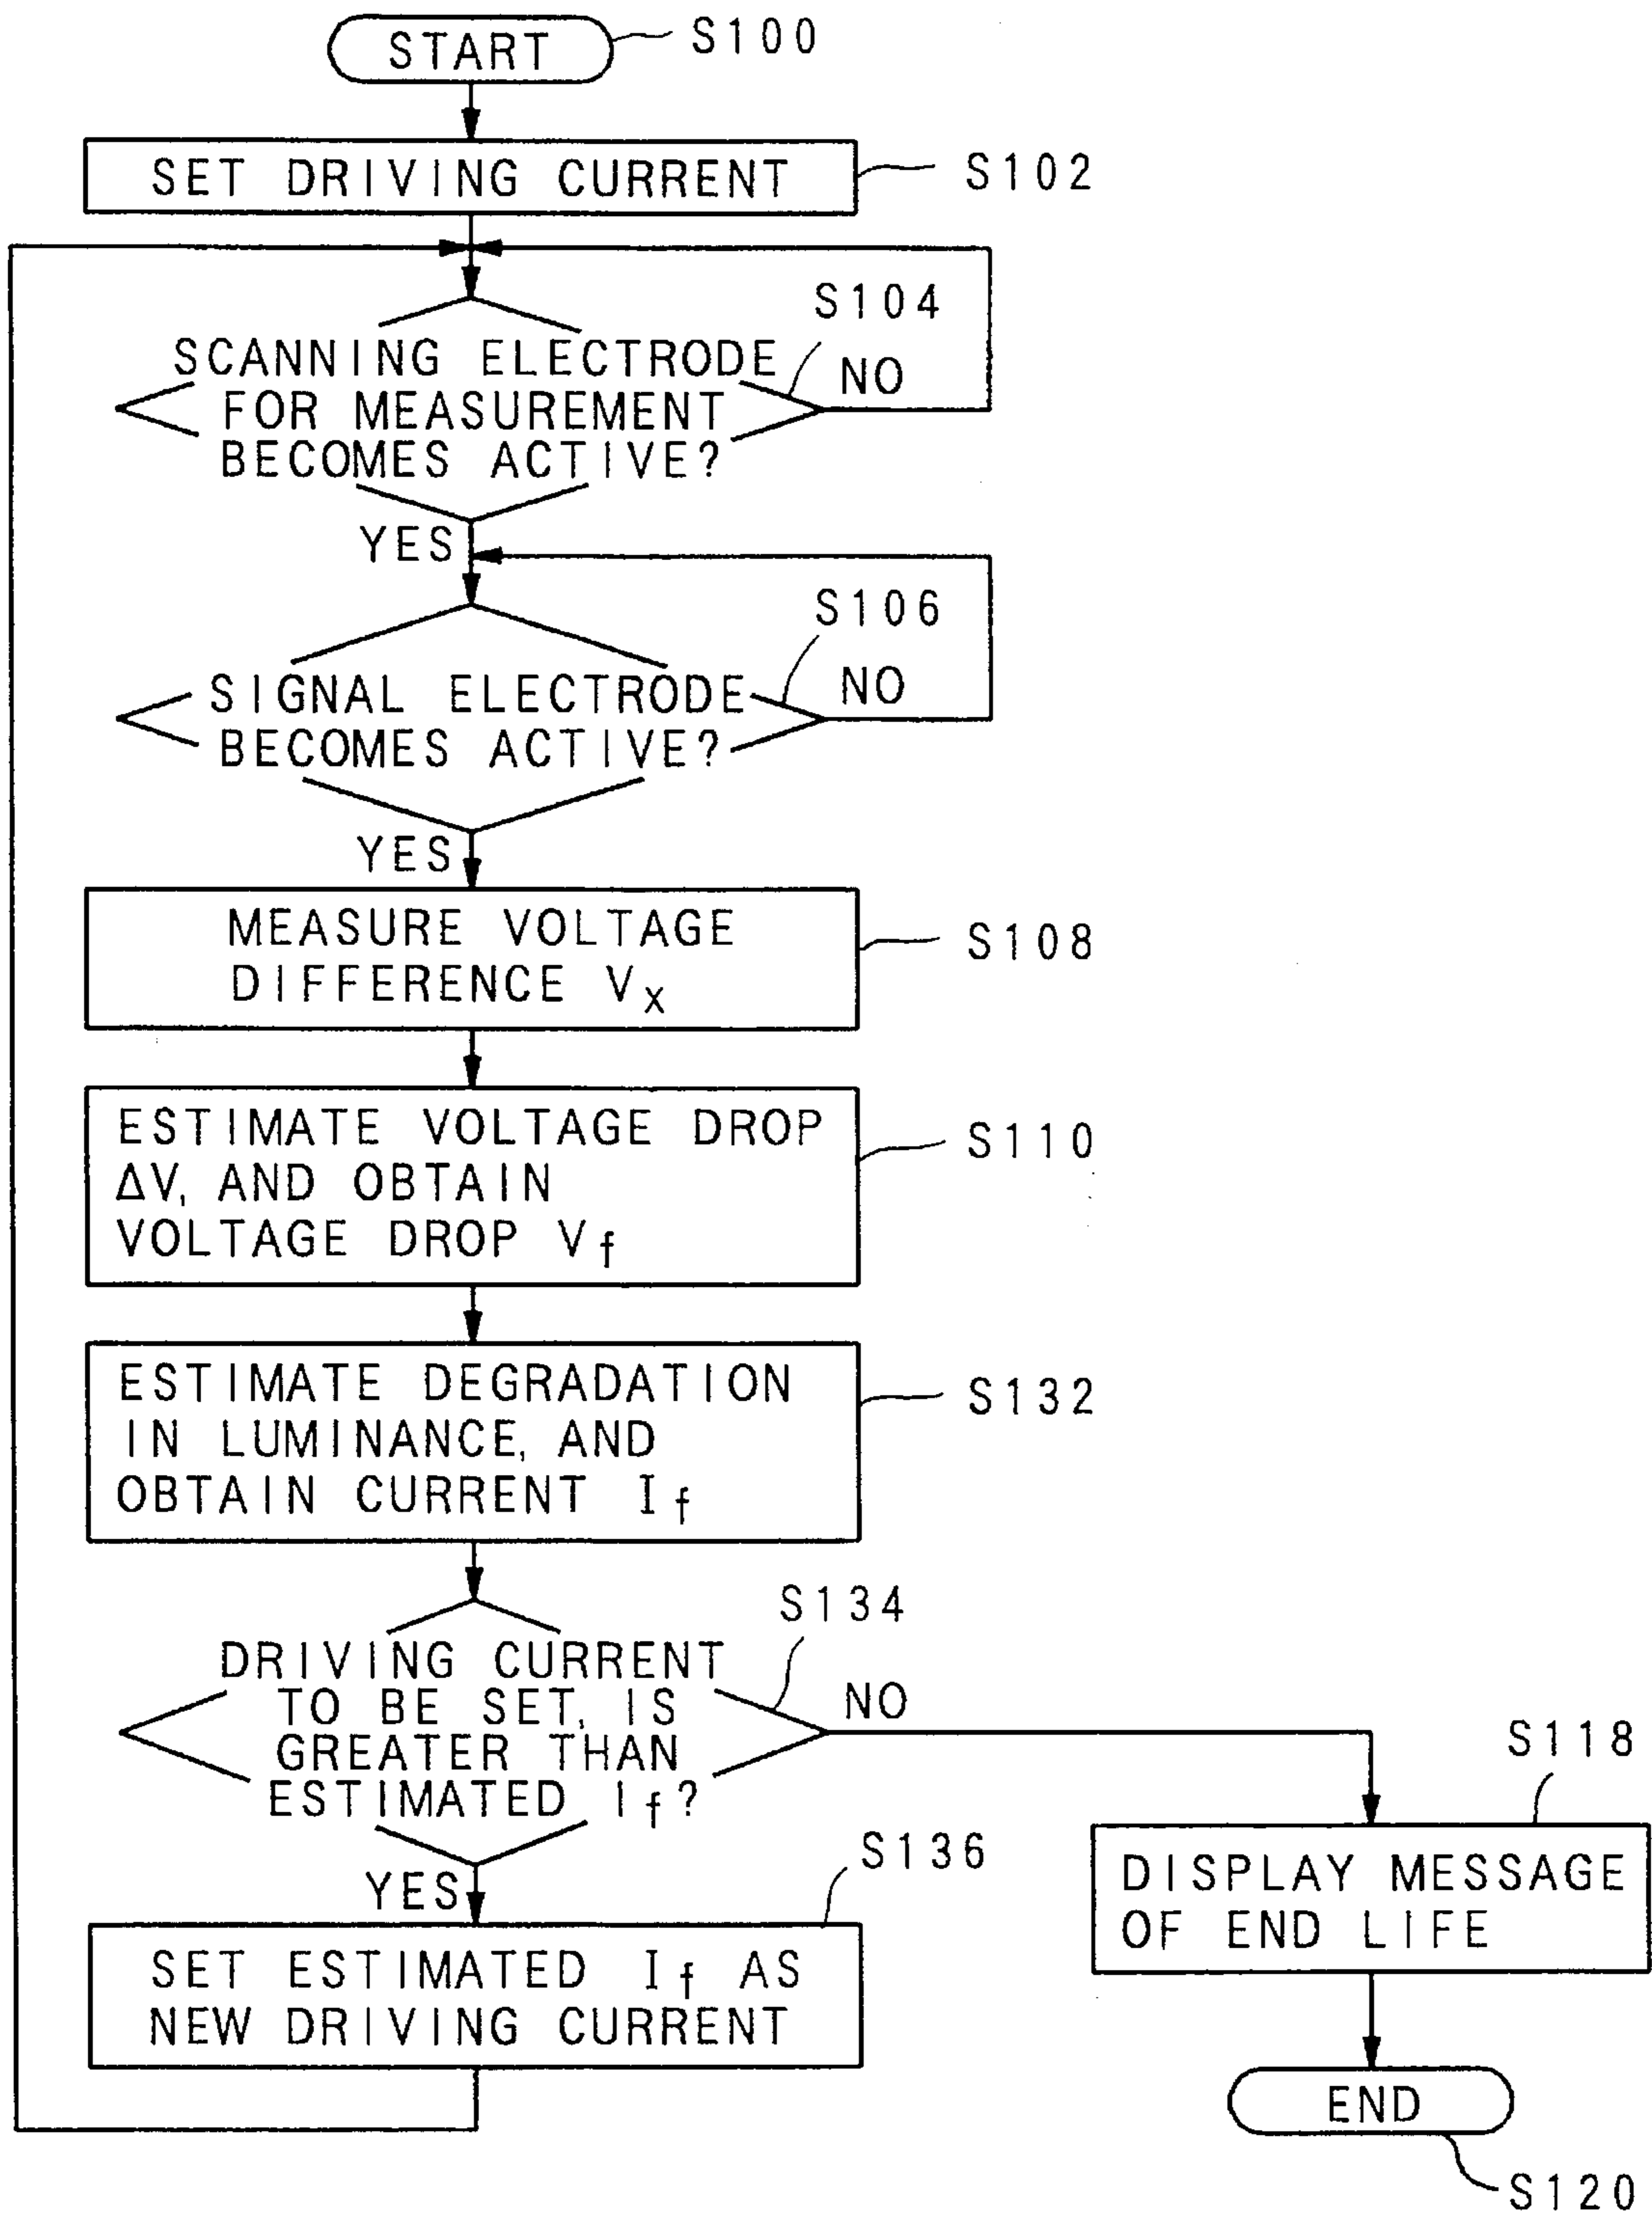 START
S100
SET DRIVING CURRENT
S102
S104
SCANNING ELECTRODE
FOR MEASUREMENT
BECOMES ACTIVE?
NO
YES
S106
SIGNAL ELECTRODE
BECOMES ACTIVE?
NO
YES
MEASURE VOLTAGE
DIFFERENCE Vx
S108
ESTIMATE VOLTAGE DROP
ΔV, AND OBTAIN
VOLTAGE DROP Vf
S110
ESTIMATE DEGRADATION
IN LUMINANCE, AND
OBTAIN CURRENT If
S132
S134
DRIVING CURRENT
TO BE SET, IS
GREATER THAN
ESTIMATED If?
NO
YES
S136
SET ESTIMATED If AS
NEW DRIVING CURRENT
S118
DISPLAY MESSAGE
OF END LIFE
END
S120